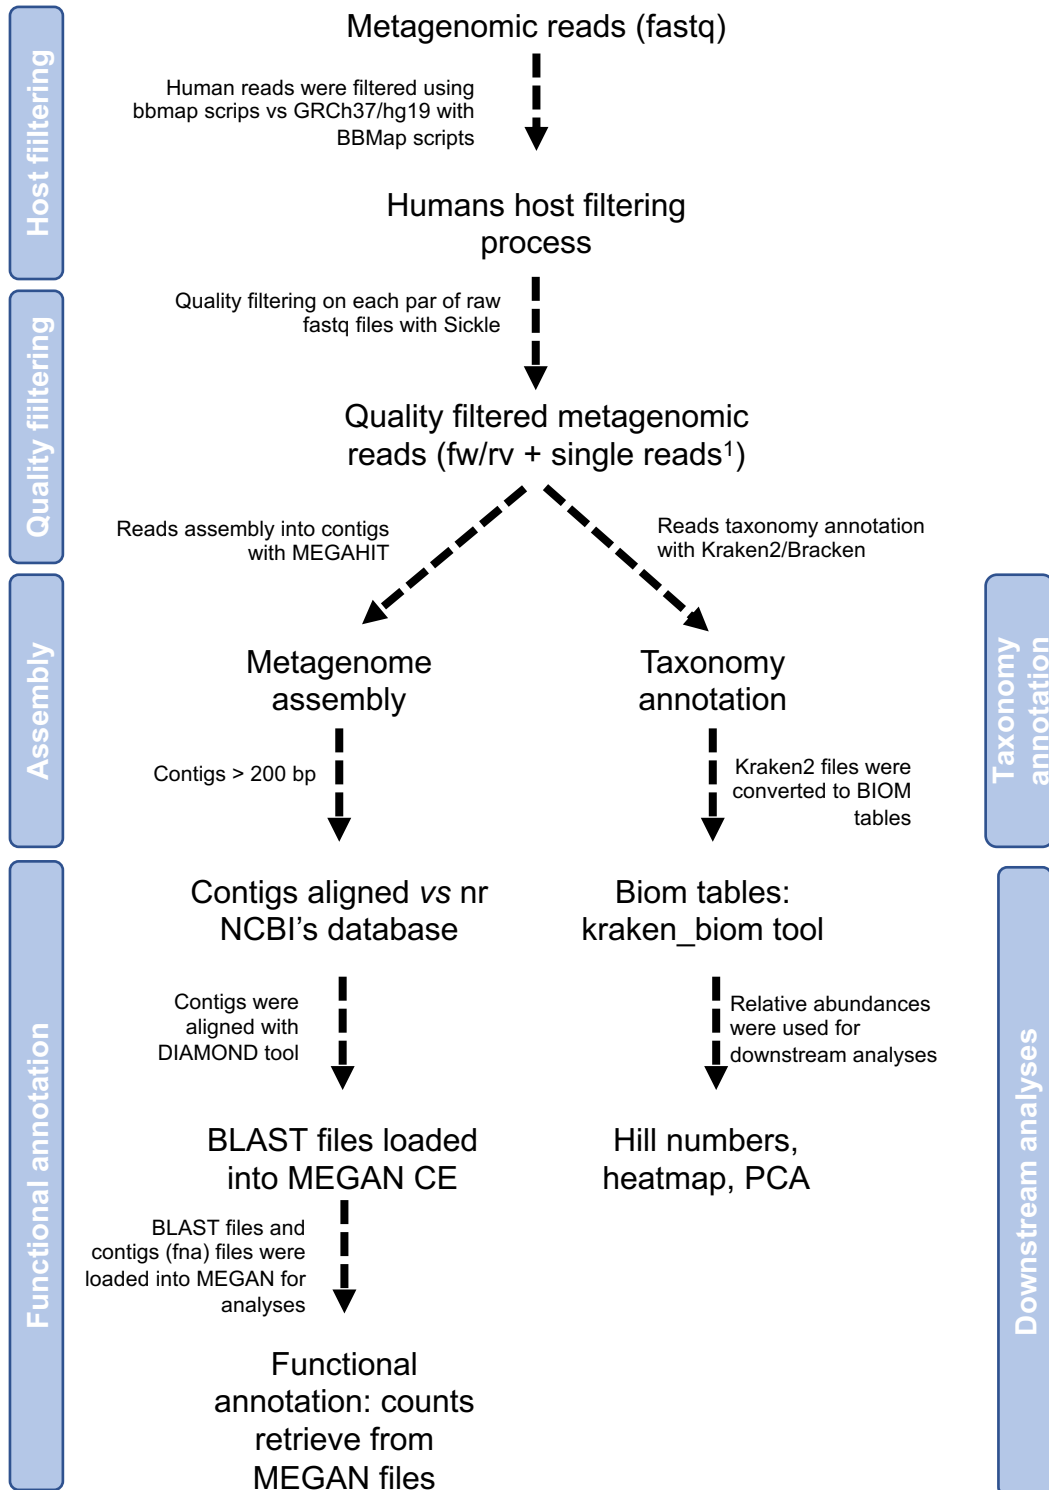 Metagenomic reads (fastq)
Host fiiltering
Human reads were filtered using
bbmap scrips vs GRCh37/hg19 with
BBMap scripts
Humans host filtering
process
Quality fiiltering
Quality filtering on each par of raw
fastq files with Sickle
Quality filtered metagenomic
reads (fw/rv + single reads¹)
Reads assembly into contigs
with MEGAHIT
Reads taxonomy annotation
with Kraken2/Bracken
Assembly
Metagenome
assembly
Taxonomy
annotation
Taxonomy
annotation
Contigs > 200 bp
Kraken2 files were
converted to BIOM
tables
Functional annotation
Contigs aligned vs nr
NCBI's database
Biom tables:
kraken_biom tool
Downstream analyses
Contigs were
aligned with
DIAMOND tool
Relative abundances
were used for
downstream analyses
BLAST files loaded
into MEGAN CE
Hill numbers,
heatmap, PCA
BLAST files and
contigs (fna) files were
loaded into MEGAN for
analyses
Functional
annotation: counts
retrieve from
MEGAN files